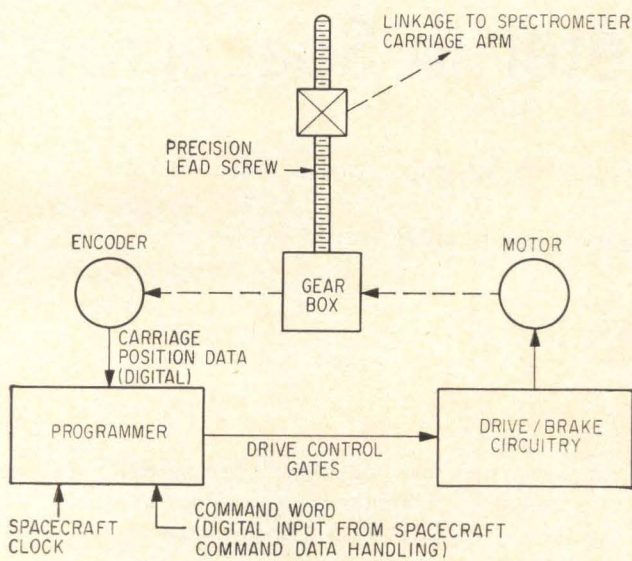 LINKAGE TO SPECTROMETER
CARRIAGE ARM
PRECISION
LEAD SCREW
ENCODER
MOTOR
GEAR
BOX
CARRIAGE
POSITION DATA
(DIGITAL)
PROGRAMMER
DRIVE / BRAKE
CIRCUITRY
DRIVE CONTROL
GATES
SPACECRAFT
CLOCK
COMMAND WORD
(DIGITAL INPUT FROM SPACECRAFT
COMMAND DATA HANDLING)